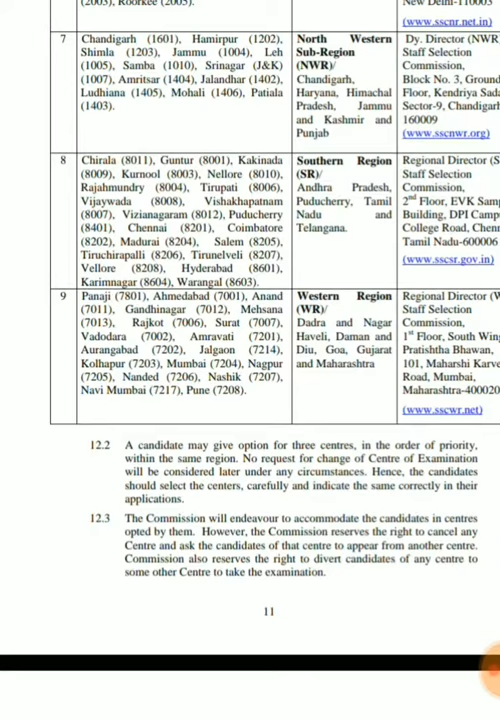 (2003), Roorkee (2005).
New Delhi-110003
(www.sscnr.net.in)
7
Chandigarh (1601), Hamirpur (1202),
Shimla (1203), Jammu (1004), Leh
(1005), Samba (1010), Srinagar (J&K)
(1007), Amritsar (1404), Jalandhar (1402),
Ludhiana (1405), Mohali (1406), Patiala
(1403).
North Western
Sub-Region
(NWR)/
Chandigarh,
Haryana, Himachal
Pradesh, Jammu
and Kashmir and
Punjab
Dy. Director (NWR
Staff Selection
Commission,
Block No. 3, Ground
Floor, Kendriya Sada
Sector-9, Chandigarh
160009
(www.sscnwr.org)
8
Chirala (8011), Guntur (8001), Kakinada
(8009), Kurnool (8003), Nellore (8010),
Rajahmundry (8004), Tirupati (8006),
Vijaywada (8008), Vishakhapatnam
(8007), Vizianagaram (8012), Puducherry
(8401), Chennai (8201), Coimbatore
(8202), Madurai (8204), Salem (8205),
Tiruchirapalli (8206), Tirunelveli (8207),
Vellore (8208), Hyderabad (8601),
Karimnagar (8604), Warangal (8603).
Southern Region
(SR)/
Andhra Pradesh,
Puducherry, Tamil
Nadu and
Telangana.
Regional Director (S
Staff Selection
Commission,
2nd Floor, EVK Samp
Building, DPI Camp
College Road, Chenn
Tamil Nadu-600006
(www.sscsr.gov.in)
9
Panaji (7801), Ahmedabad (7001), Anand
(7011), Gandhinagar (7012), Mehsana
(7013), Rajkot (7006), Surat (7007),
Vadodara (7002), Amravati (7201),
Aurangabad (7202), Jalgaon (7214),
Kolhapur (7203), Mumbai (7204), Nagpur
(7205), Nanded (7206), Nashik (7207),
Navi Mumbai (7217), Pune (7208).
Western Region
(WR)/
Dadra and Nagar
Haveli, Daman and
Diu, Goa, Gujarat
and Maharashtra
Regional Director (W
Staff Selection
Commission,
1st Floor, South Wing
Pratishtha Bhawan,
101, Maharshi Karve
Road, Mumbai,
Maharashtra-400020
(www.sscwr.net)
12.2 A candidate may give option for three centres, in the order of priority,
within the same region. No request for change of Centre of Examination
will be considered later under any circumstances. Hence, the candidates
should select the centers, carefully and indicate the same correctly in their
applications.
12.3 The Commission will endeavour to accommodate the candidates in centres
opted by them. However, the Commission reserves the right to cancel any
Centre and ask the candidates of that centre to appear from another centre.
Commission also reserves the right to divert candidates of any centre to
some other Centre to take the examination.
11